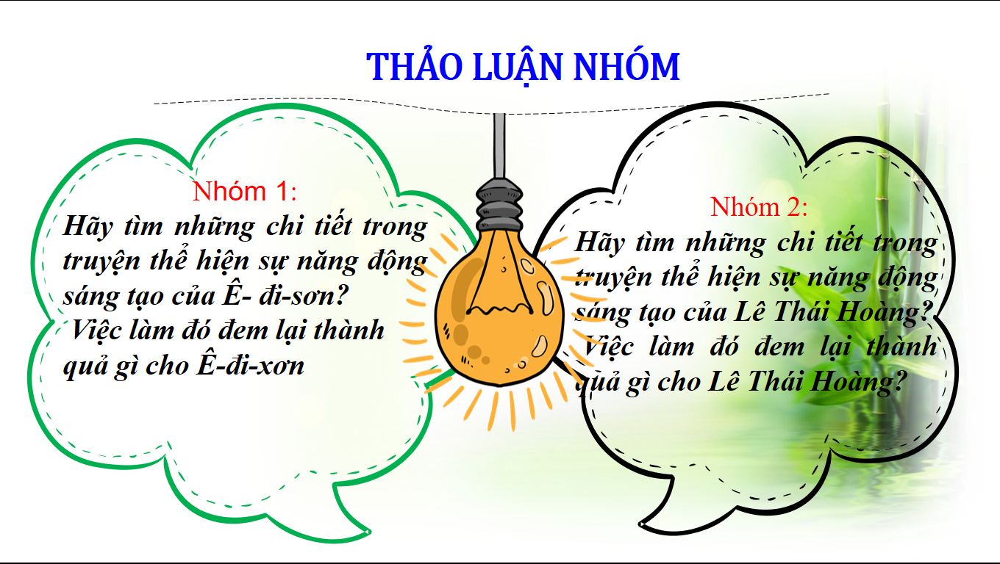 THẢO LUẬN NHÓM
Nhóm 1:
Hãy tìm những chi tiết trong
truyện thể hiện sự năng động
sáng tạo của Ê- đi-sơn?
Việc làm đó đem lại thành
quả gì cho Ê-đi-xơn
Nhóm 2:
Hãy tìm những chi tiết trong
truyện thể hiện sự năng động
sáng tạo của Lê Thái Hoàng?
Việc làm đó đem lại thành
quả gì cho Lê Thái Hoàng?